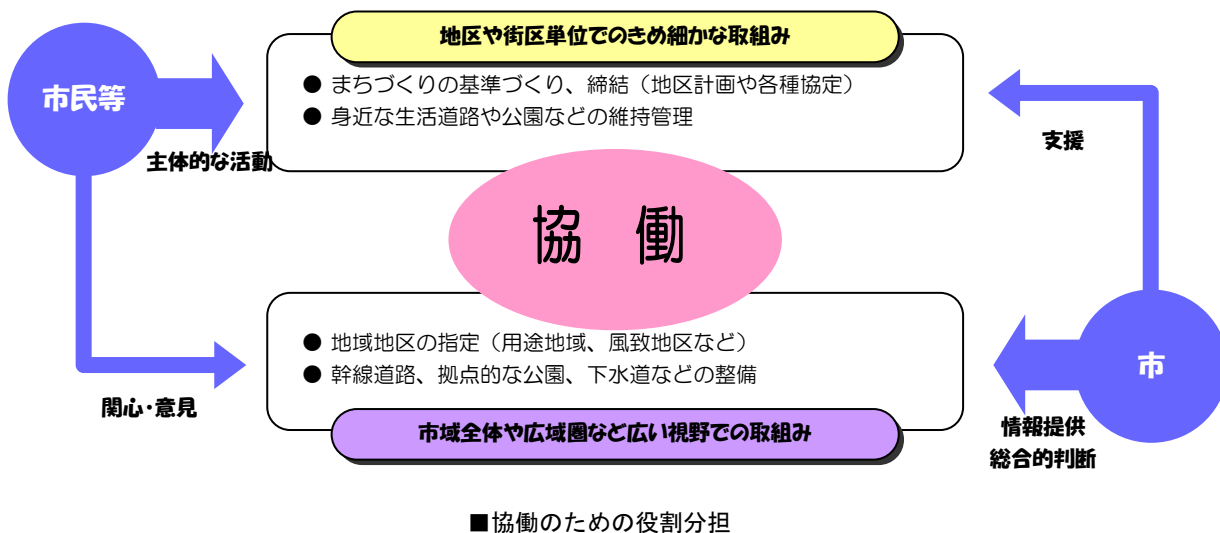 地区や街区単位でのきめ細かな取組み
市民等
● まちづくりの基準づくり、締結（地区計画や各種協定）
● 身近な生活道路や公園などの維持管理
主体的な活動
支援
協 働
● 地域地区の指定（用途地域、風致地区など）
● 幹線道路、拠点的な公園、下水道などの整備
市
関心・意見
市域全体や広域圏など広い視野での取組み
情報提供
総合的判断
■協働のための役割分担